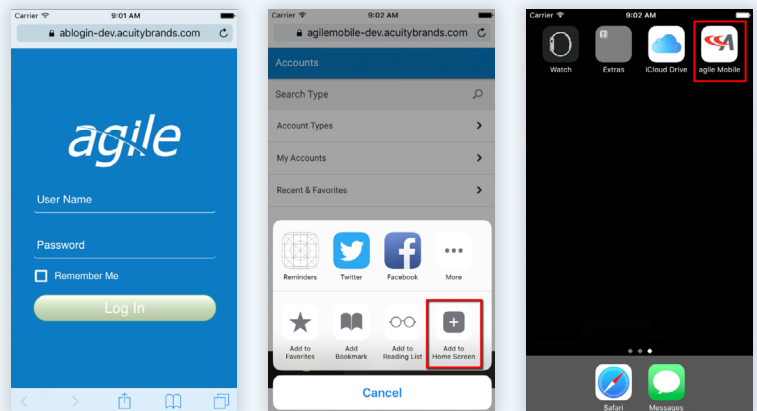 Carrier 9:01 AM
ablogin-dev.acuitybrands.com
agile
User Name
Password
Remember Me
Log In
Carrier 9:02 AM
agilemobile-dev.acuitybrands.com
Accounts
Search Type
Account Types
My Accounts
Recent & Favorites
Reminders Twitter Facebook More
Add to Favorites
Add Bookmark
Add to Reading List
Add to Home Screen
Cancel
Carrier 9:02 AM
Watch Extras iCloud Drive agile Mobile
Safari Messages